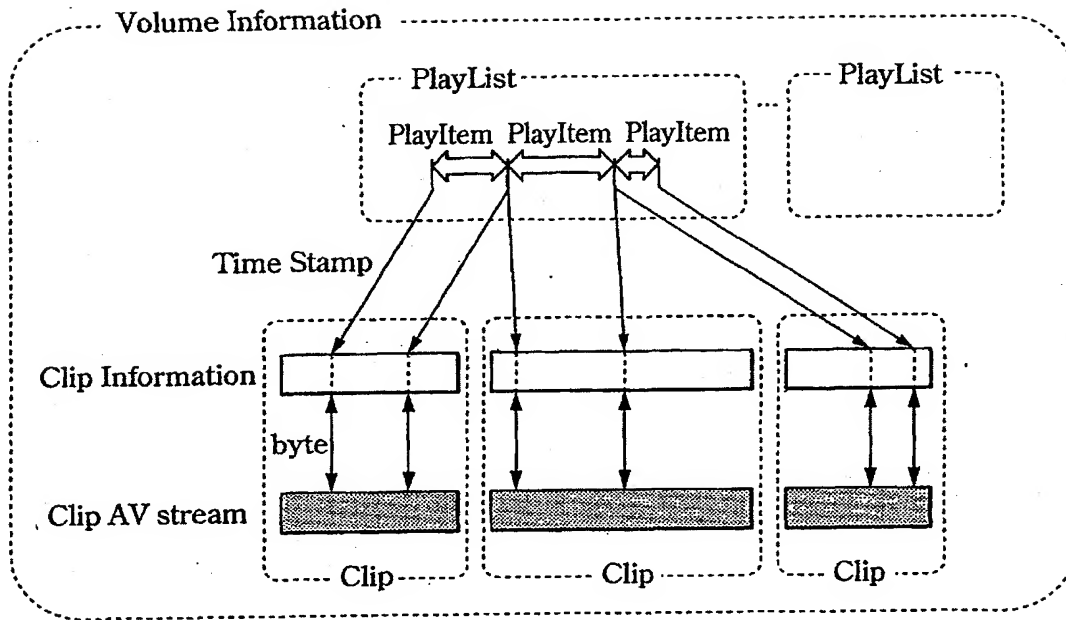 Volume Information
PlayList
PlayList
...
PlayItem PlayItem PlayItem
Time Stamp
Clip Information
byte
Clip AV stream
Clip
Clip
Clip